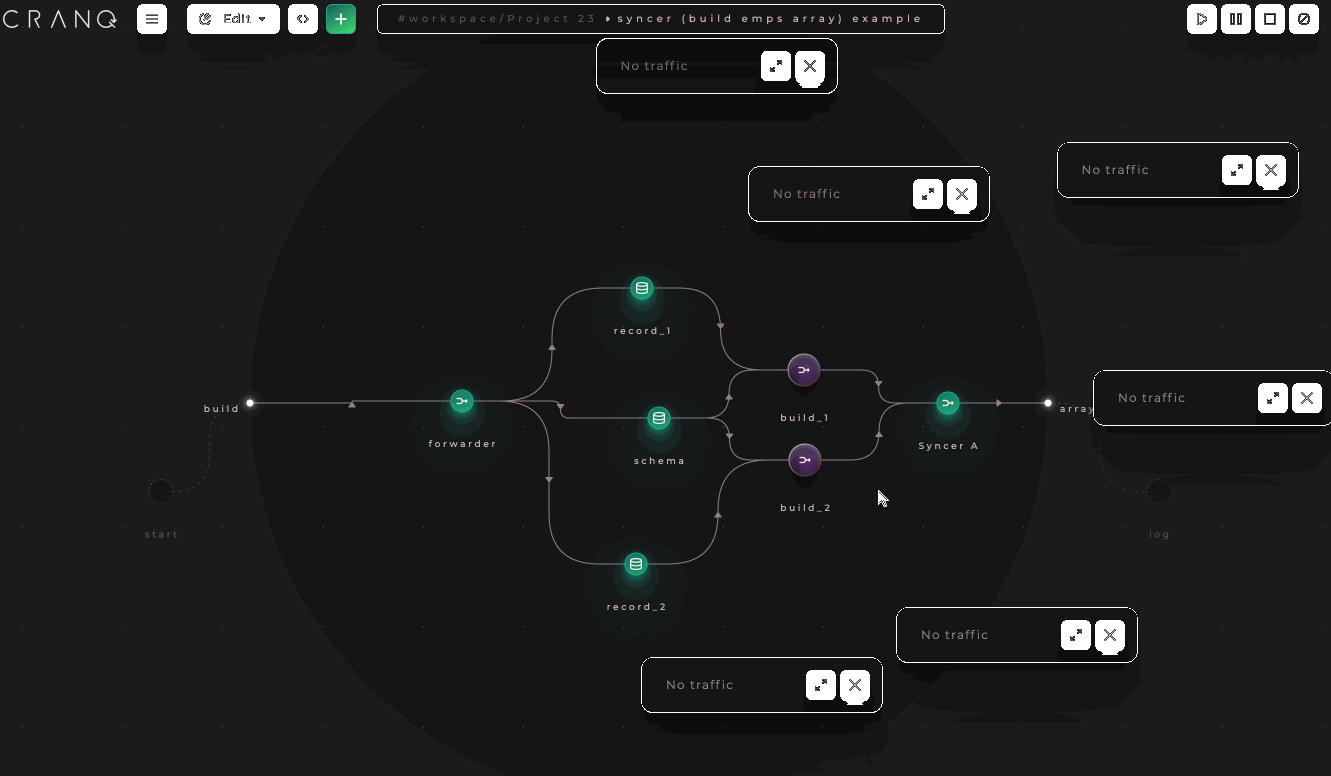 CRANQ
Edit
#workspace/Project 23 syncer (build emps array) example
No traffic
No traffic
No traffic
record_1
No traffic
build
array
forwarder
schema
build_1
Syncer A
build_2
start
log
record_2
No traffic
No traffic